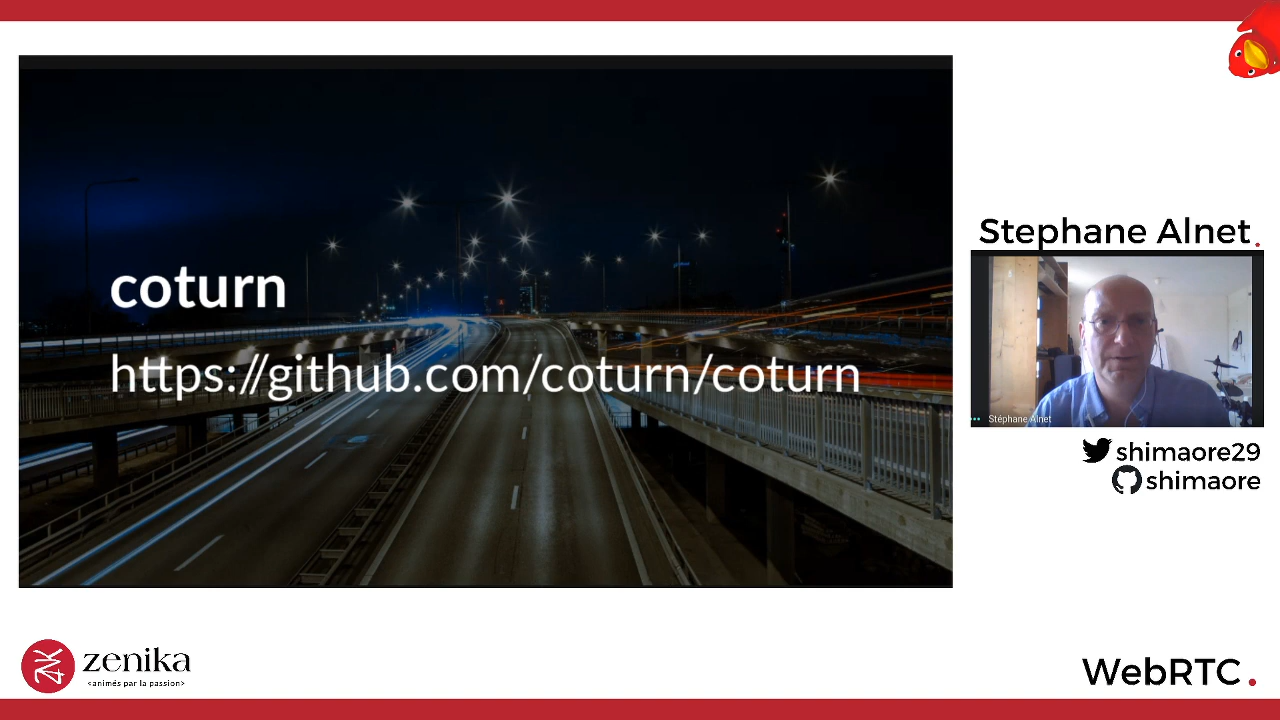 coturn
https://github.com/coturn/coturn
Stephane Alnet.
Stéphane Alnet
shimaore29
shimaore
zenika
<animés par la passion>
WebRTC.